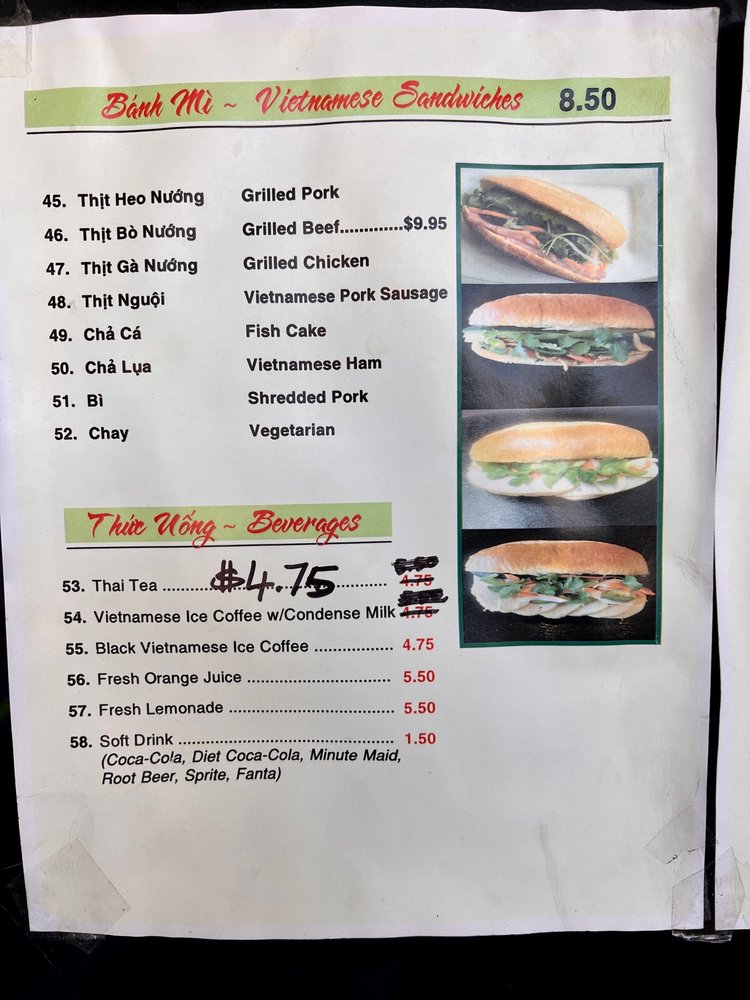 Bánh Mì ~ Vietnamese Sandwiches 8.50
45. Thịt Heo Nướng Grilled Pork
46. Thịt Bò Nướng Grilled Beef.............$9.95
47. Thịt Gà Nướng Grilled Chicken
48. Thịt Nguội Vietnamese Pork Sausage
49. Chả Cá Fish Cake
50. Chả Lụa Vietnamese Ham
51. Bì Shredded Pork
52. Chay Vegetarian
Thức Uống ~ Beverages
53. Thai Tea ........ $4.75 ........ 4.75
54. Vietnamese Ice Coffee w/Condense Milk 4.75
55. Black Vietnamese Ice Coffee ................. 4.75
56. Fresh Orange Juice ............................... 5.50
57. Fresh Lemonade ................................... 5.50
58. Soft Drink .............................................. 1.50
(Coca-Cola, Diet Coca-Cola, Minute Maid,
Root Beer, Sprite, Fanta)